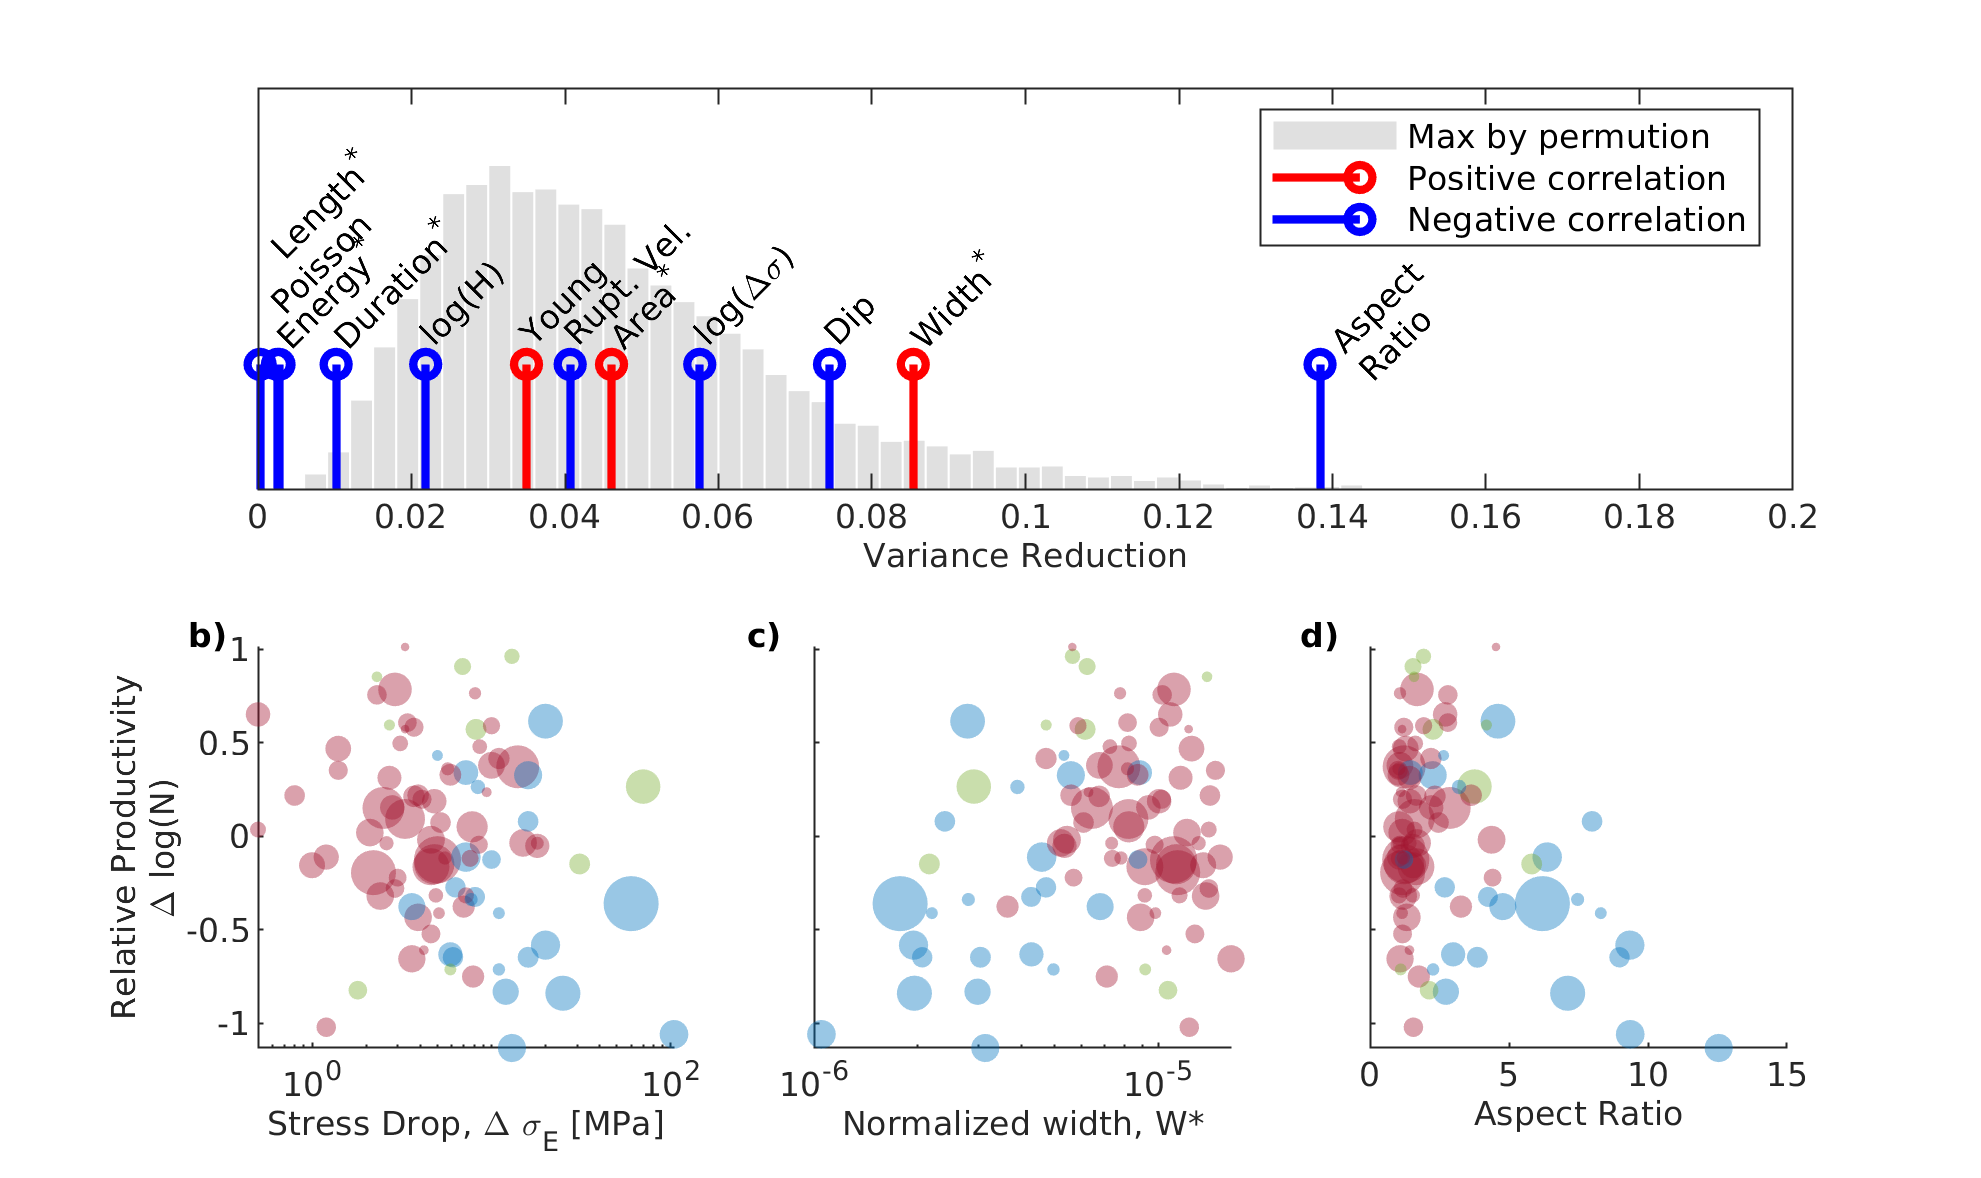 Max by permution
Positive correlation
Negative correlation
Length*
Poisson
Energy*
Duration*
log(H)
Young
Rupt. Vel.
Area*
log(Δσ)
Dip
Width*
Aspect
Ratio
0 0.02 0.04 0.06 0.08 0.1 0.12 0.14 0.16 0.18 0.2
Variance Reduction
b)
Relative Productivity
Δ log(N)
1
0.5
0
-0.5
-1
10^0 10^2
Stress Drop, Δ σ_E [MPa]
c)
10^-6 10^-5
Normalized width, W*
d)
0 5 10 15
Aspect Ratio